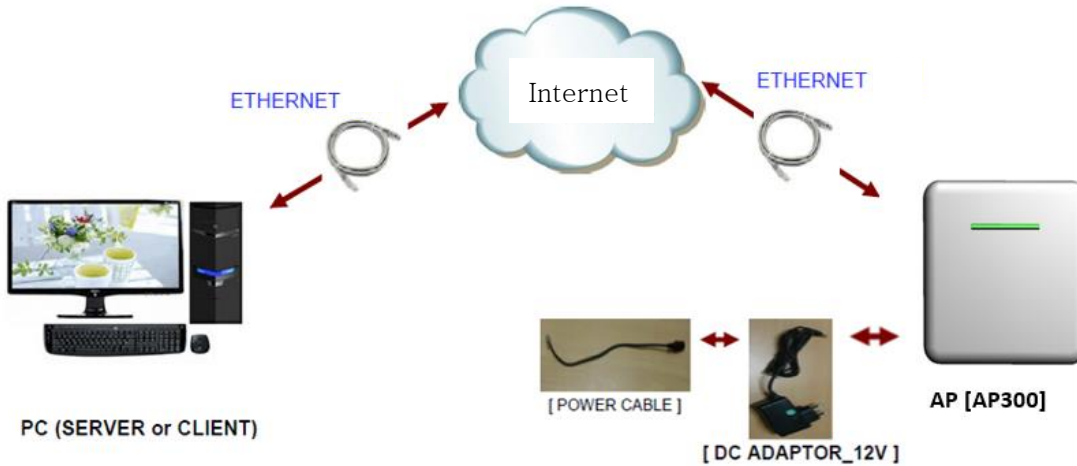 ETHERNET
Internet
ETHERNET
[ POWER CABLE ]
AP [AP300]
PC (SERVER or CLIENT)
[ DC ADAPTOR_12V ]